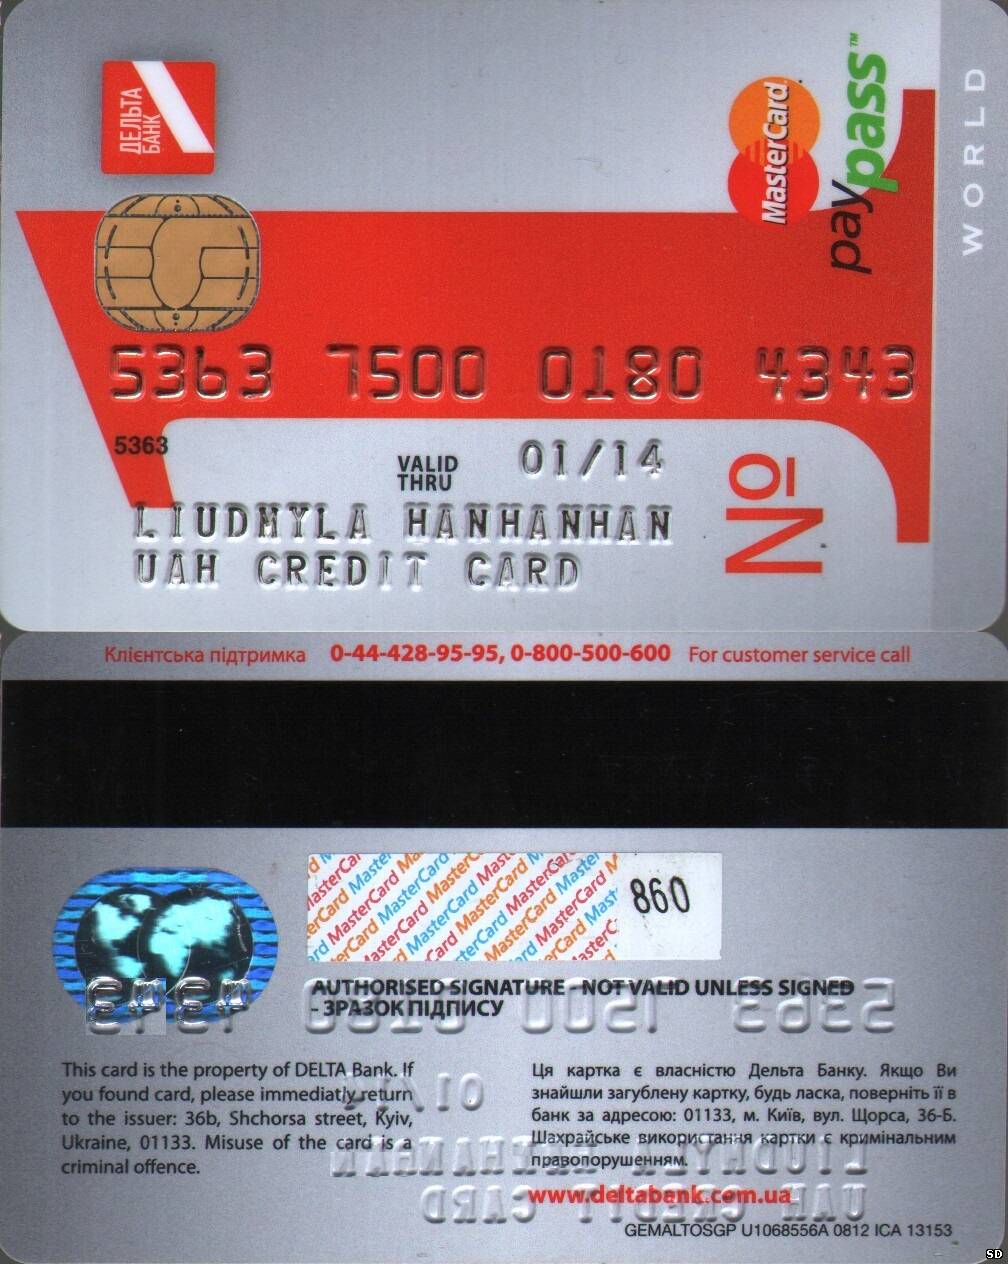 ДЕЛЬТА
БАНК
MasterCard
paypass™
WORLD
5363 7500 0180 4343
5363
VALID
THRU
01/14
№
LIUDMYLA HANHANHAN
UAH CREDIT CARD
Клієнтська підтримка 0-44-428-95-95, 0-800-500-600 For customer service call
MasterCard MasterCard MasterCard
860
AUTHORISED SIGNATURE - NOT VALID UNLESS SIGNED
- ЗРАЗОК ПІДПИСУ
This card is the property of DELTA Bank. If
you found card, please immediatly return
to the issuer: 36b, Shchorsa street, Kyiv,
Ukraine, 01133. Misuse of the card is a
criminal offence.
Ця картка є власністю Дельта Банку. Якщо Ви
знайшли загублену картку, будь ласка, поверніть її в
банк за адресою: 01133, м. Київ, вул. Щорса, 36-Б.
Шахрайське використання картки є кримінальним
правопорушенням.
www.deltabank.com.ua
GEMALTOSGP U1068556A 0812 ICA 13153
SD